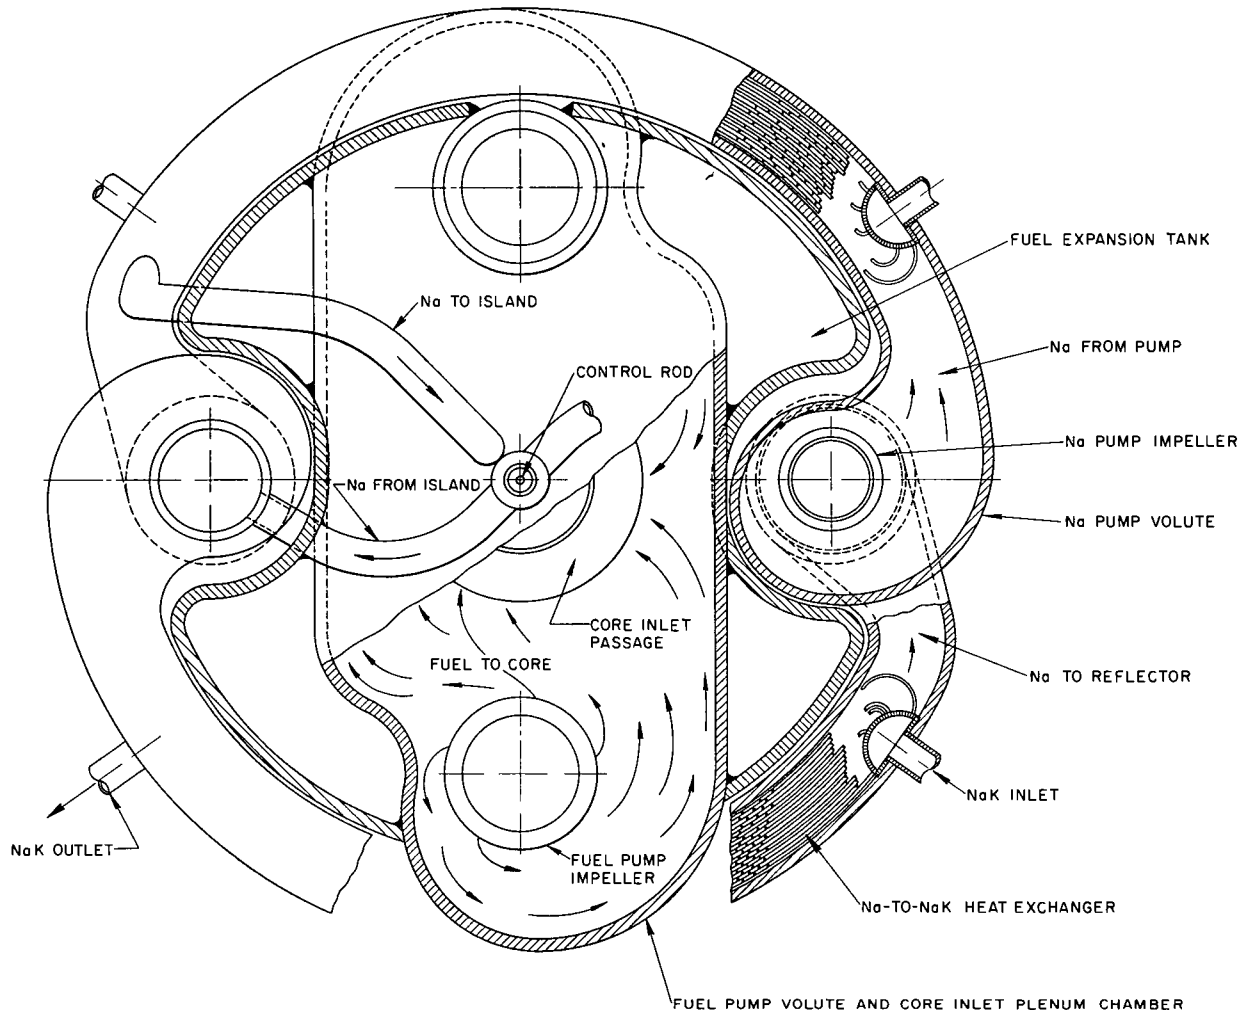 FUEL EXPANSION TANK
Na TO ISLAND
Na FROM PUMP
CONTROL ROD
Na PUMP IMPELLER
Na FROM ISLAND
Na PUMP VOLUTE
CORE INLET
PASSAGE
FUEL TO CORE
Na TO REFLECTOR
NaK INLET
NaK OUTLET
FUEL PUMP
IMPELLER
Na-TO-NaK HEAT EXCHANGER
FUEL PUMP VOLUTE AND CORE INLET PLENUM CHAMBER